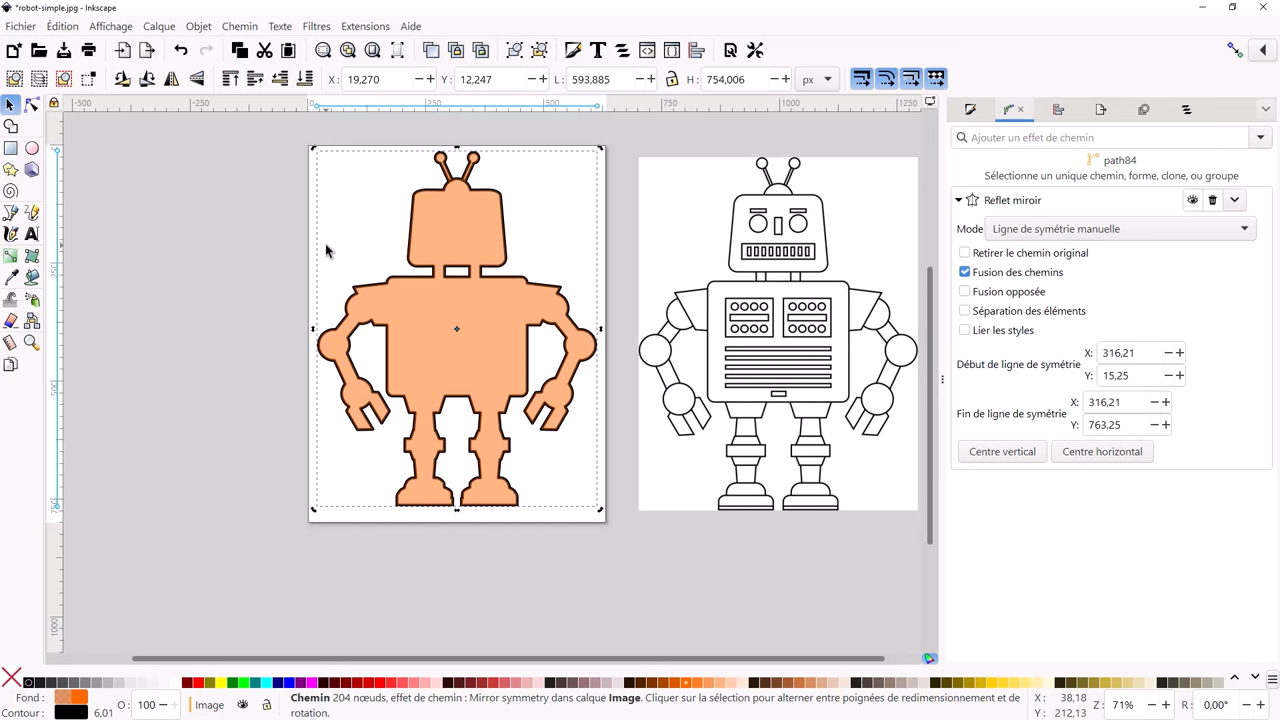 *robot-simple.jpg - Inkscape
Fichier Édition Affichage Calque Objet Chemin Texte Filtres Extensions Aide
X : 19,270 Y : 12,247 L : 593,885 H : 754,006 px
-500 -250 0 250 500 750 1000 1250
Ajouter un effet de chemin
path84
Sélectionne un unique chemin, forme, clone, ou groupe
Reflet miroir
Mode Ligne de symétrie manuelle
Retirer le chemin original
Fusion des chemins
Fusion opposée
Séparation des éléments
Lier les styles
Début de ligne de symétrie
X: 316,21
Y: 15,25
Fin de ligne de symétrie
X: 316,21
Y: 763,25
Centre vertical Centre horizontal
Fond :
Contour : 6,01
O : 100
Image
Chemin 204 nœuds, effet de chemin : Mirror symmetry dans calque Image. Cliquer sur la sélection pour alterner entre poignées de redimensionnement et de
rotation.
X : 38,18
Y : 212,13
Z : 71%
R : 0,00°